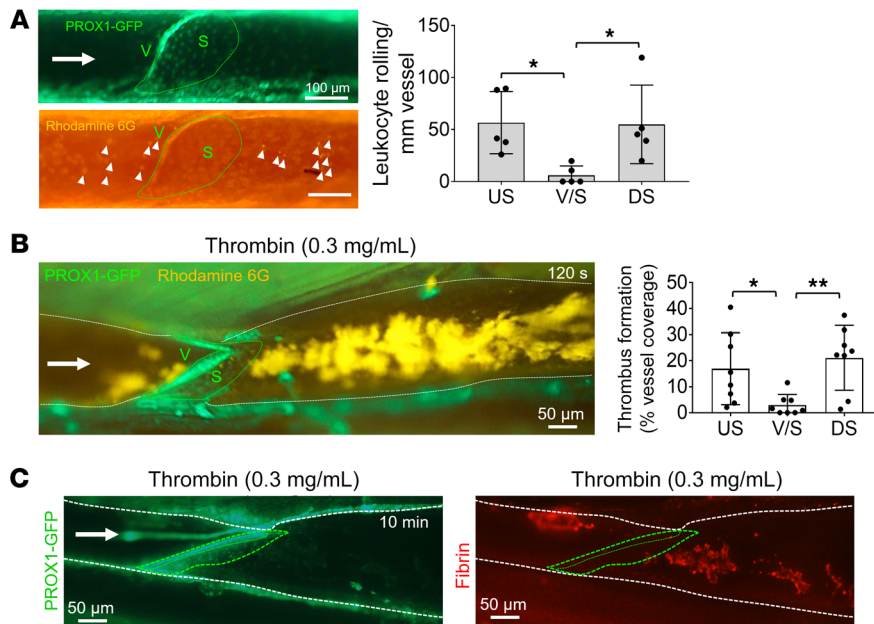 A
PROX1-GFP
V
S
100 µm
Rhodamine 6G
V
S
Leukocyte rolling/
mm vessel
150
100
50
0
*
*
US
V/S
DS
B
Thrombin (0.3 mg/mL)
PROX1-GFP Rhodamine 6G
120 s
V
S
50 µm
Thrombus formation
(% vessel coverage)
50
40
30
20
10
0
*
**
US
V/S
DS
C
Thrombin (0.3 mg/mL)
PROX1-GFP
10 min
50 µm
Thrombin (0.3 mg/mL)
Fibrin
50 µm